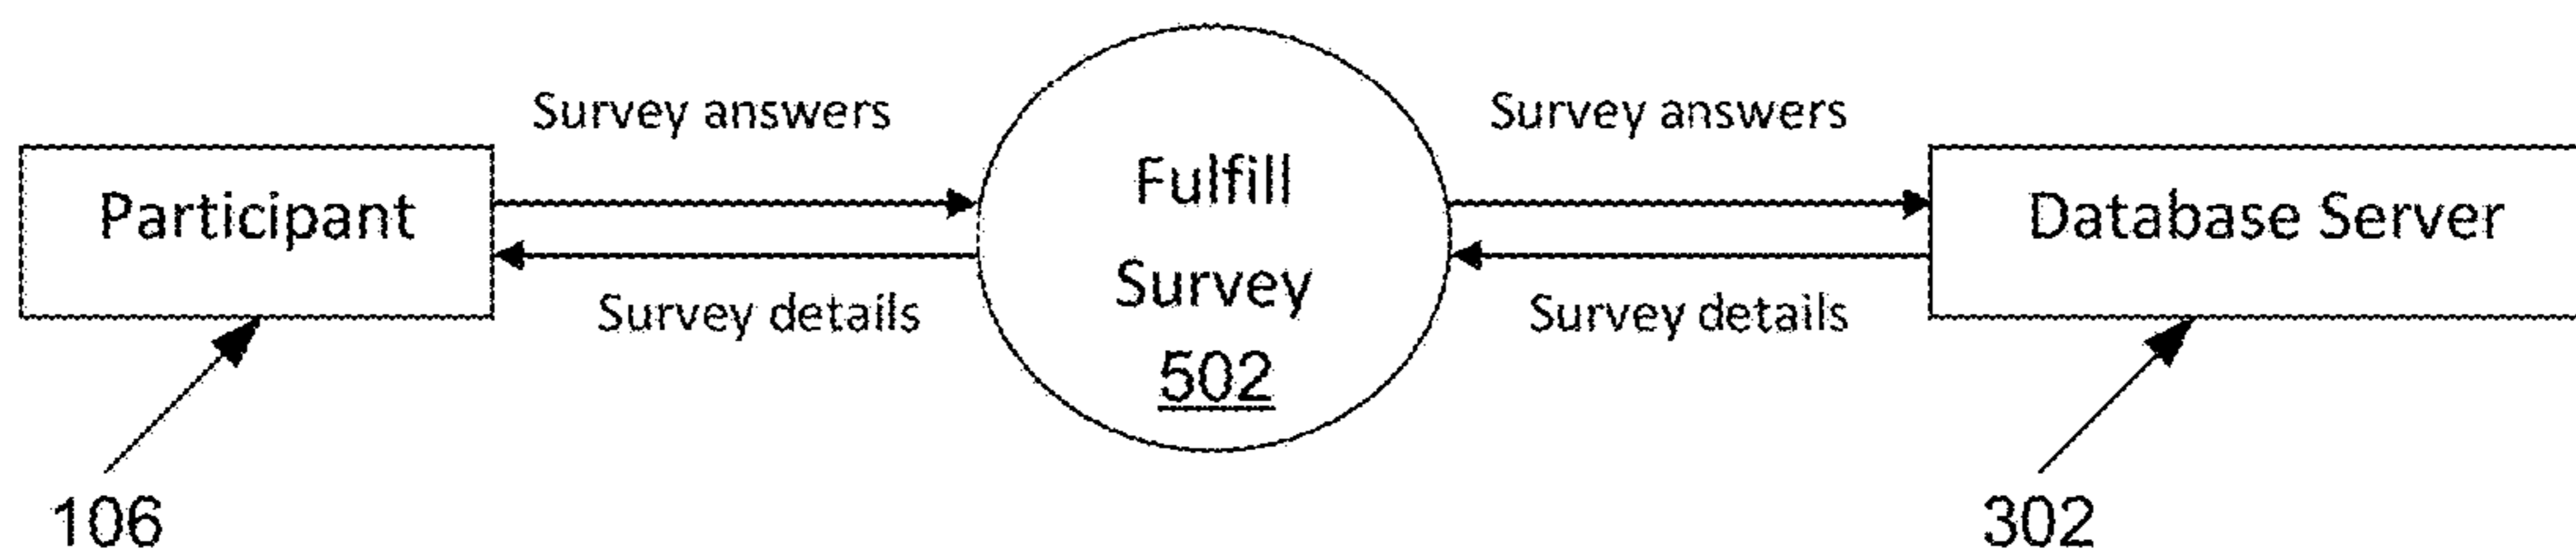 Survey answers
Survey answers
Participant
Fulfill
Survey
502
Database Server
Survey details
Survey details
106
302